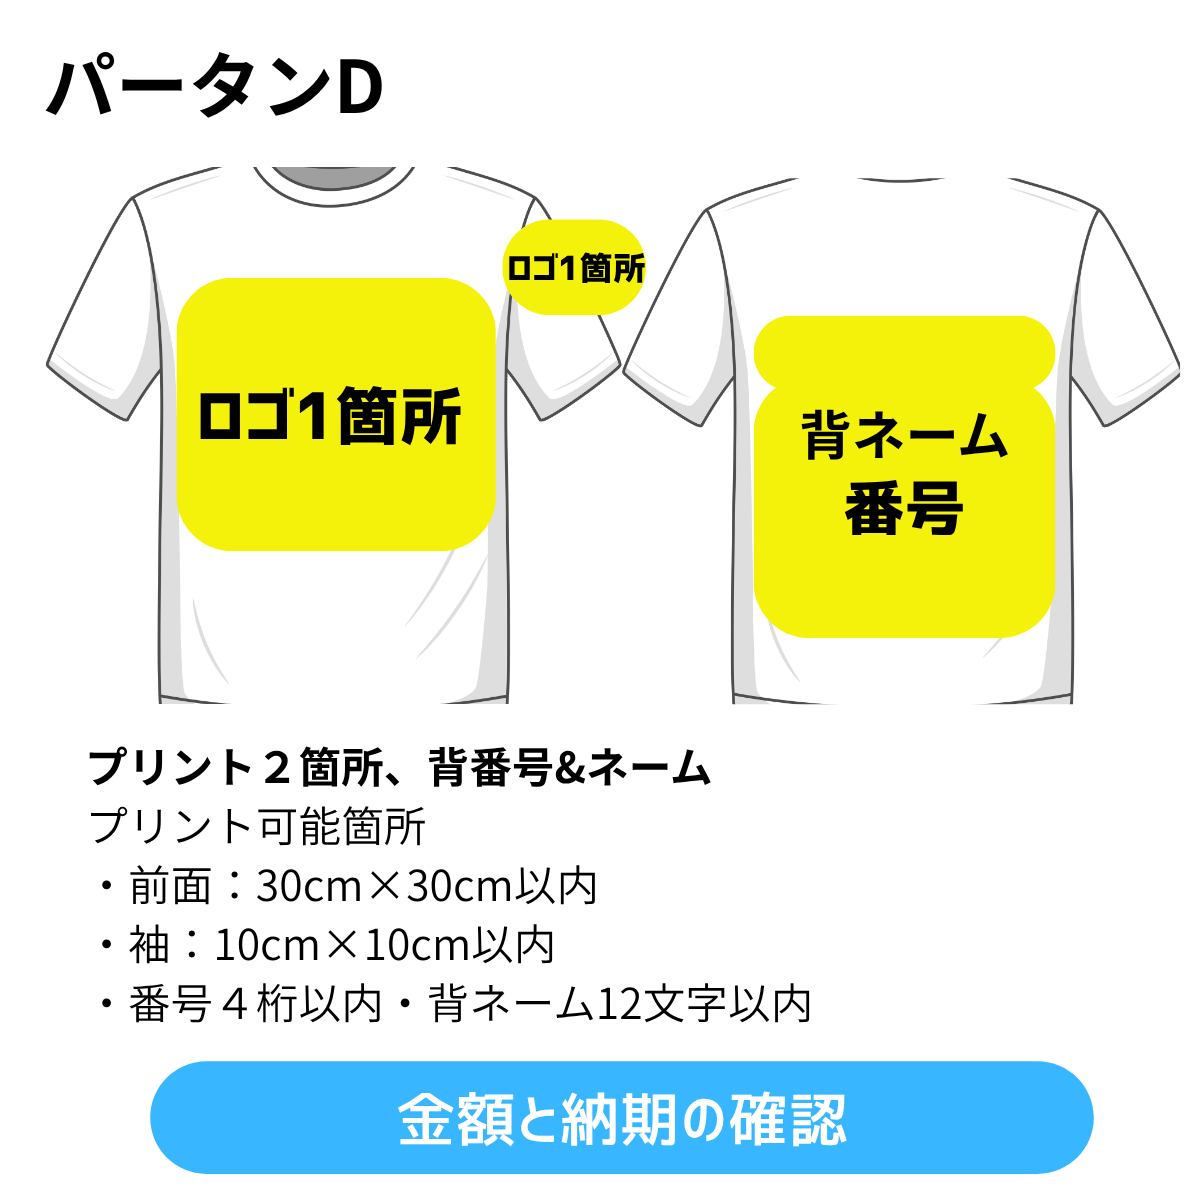 パータンD
ロゴ1箇所
ロゴ1箇所
背ネーム
番号
プリント２箇所、背番号&ネーム
プリント可能箇所
・前面：30cm×30cm以内
・袖：10cm×10cm以内
・番号４桁以内・背ネーム12文字以内
金額と納期の確認